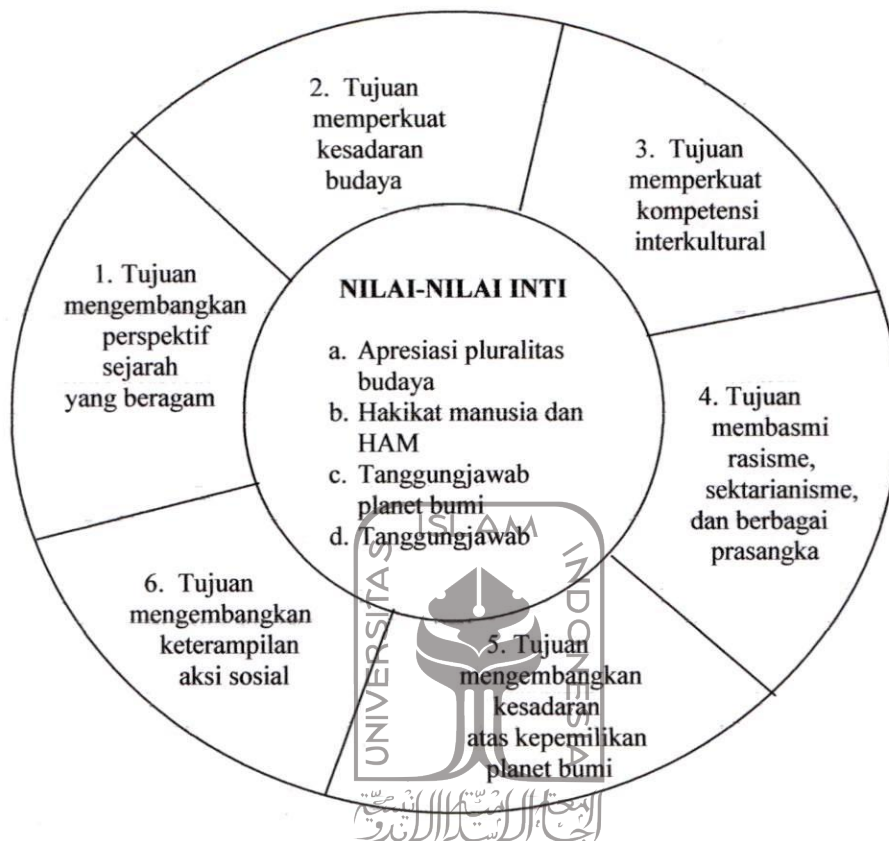 2. Tujuan
memperkuat
kesadaran
budaya
3. Tujuan
memperkuat
kompetensi
interkultural
1. Tujuan
mengembangkan
perspektif
sejarah
yang beragam
NILAI-NILAI INTI
a. Apresiasi pluralitas
budaya
b. Hakikat manusia dan
HAM
c. Tanggungjawab
planet bumi
d. Tanggungjawab
4. Tujuan
membasmi
rasisme,
sektarianisme,
dan berbagai
prasangka
6. Tujuan
mengembangkan
keterampilan
aksi sosial
5. Tujuan
mengembangkan
kesadaran
atas kepemilikan
planet bumi
UNIVERSITAS
ISLAM
INDONESIA